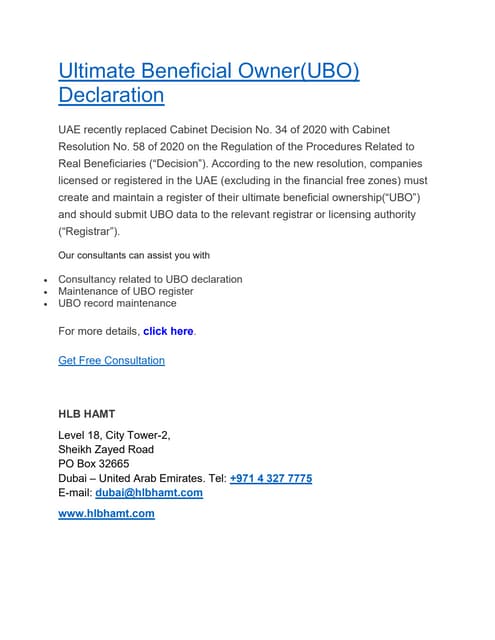 Ultimate Beneficial Owner(UBO)
Declaration
UAE recently replaced Cabinet Decision No. 34 of 2020 with Cabinet
Resolution No. 58 of 2020 on the Regulation of the Procedures Related to
Real Beneficiaries (“Decision”). According to the new resolution, companies
licensed or registered in the UAE (excluding in the financial free zones) must
create and maintain a register of their ultimate beneficial ownership(“UBO”)
and should submit UBO data to the relevant registrar or licensing authority
(“Registrar”).
Our consultants can assist you with
• Consultancy related to UBO declaration
• Maintenance of UBO register
• UBO record maintenance
For more details, click here.
Get Free Consultation
HLB HAMT
Level 18, City Tower-2,
Sheikh Zayed Road
PO Box 32665
Dubai – United Arab Emirates. Tel: +971 4 327 7775
E-mail: dubai@hlbhamt.com
www.hlbhamt.com